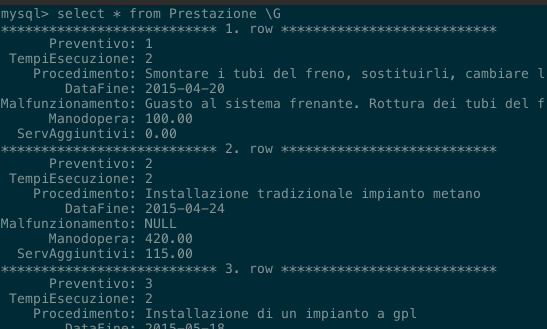 mysql> select * from Prestazione \G
*************************** 1. row ***************************
Preventivo: 1
TempiEsecuzione: 2
Procedimento: Smontare i tubi del freno, sostituirli, cambiare l
DataFine: 2015-04-20
Malfunzionamento: Guasto al sistema frenante. Rottura dei tubi del f
Manodopera: 100.00
ServAggiuntivi: 0.00
*************************** 2. row ***************************
Preventivo: 2
TempiEsecuzione: 2
Procedimento: Installazione tradizionale impianto metano
DataFine: 2015-04-24
Malfunzionamento: NULL
Manodopera: 420.00
ServAggiuntivi: 115.00
*************************** 3. row ***************************
Preventivo: 3
TempiEsecuzione: 2
Procedimento: Installazione di un impianto a gpl
DataFine: 2015-05-18